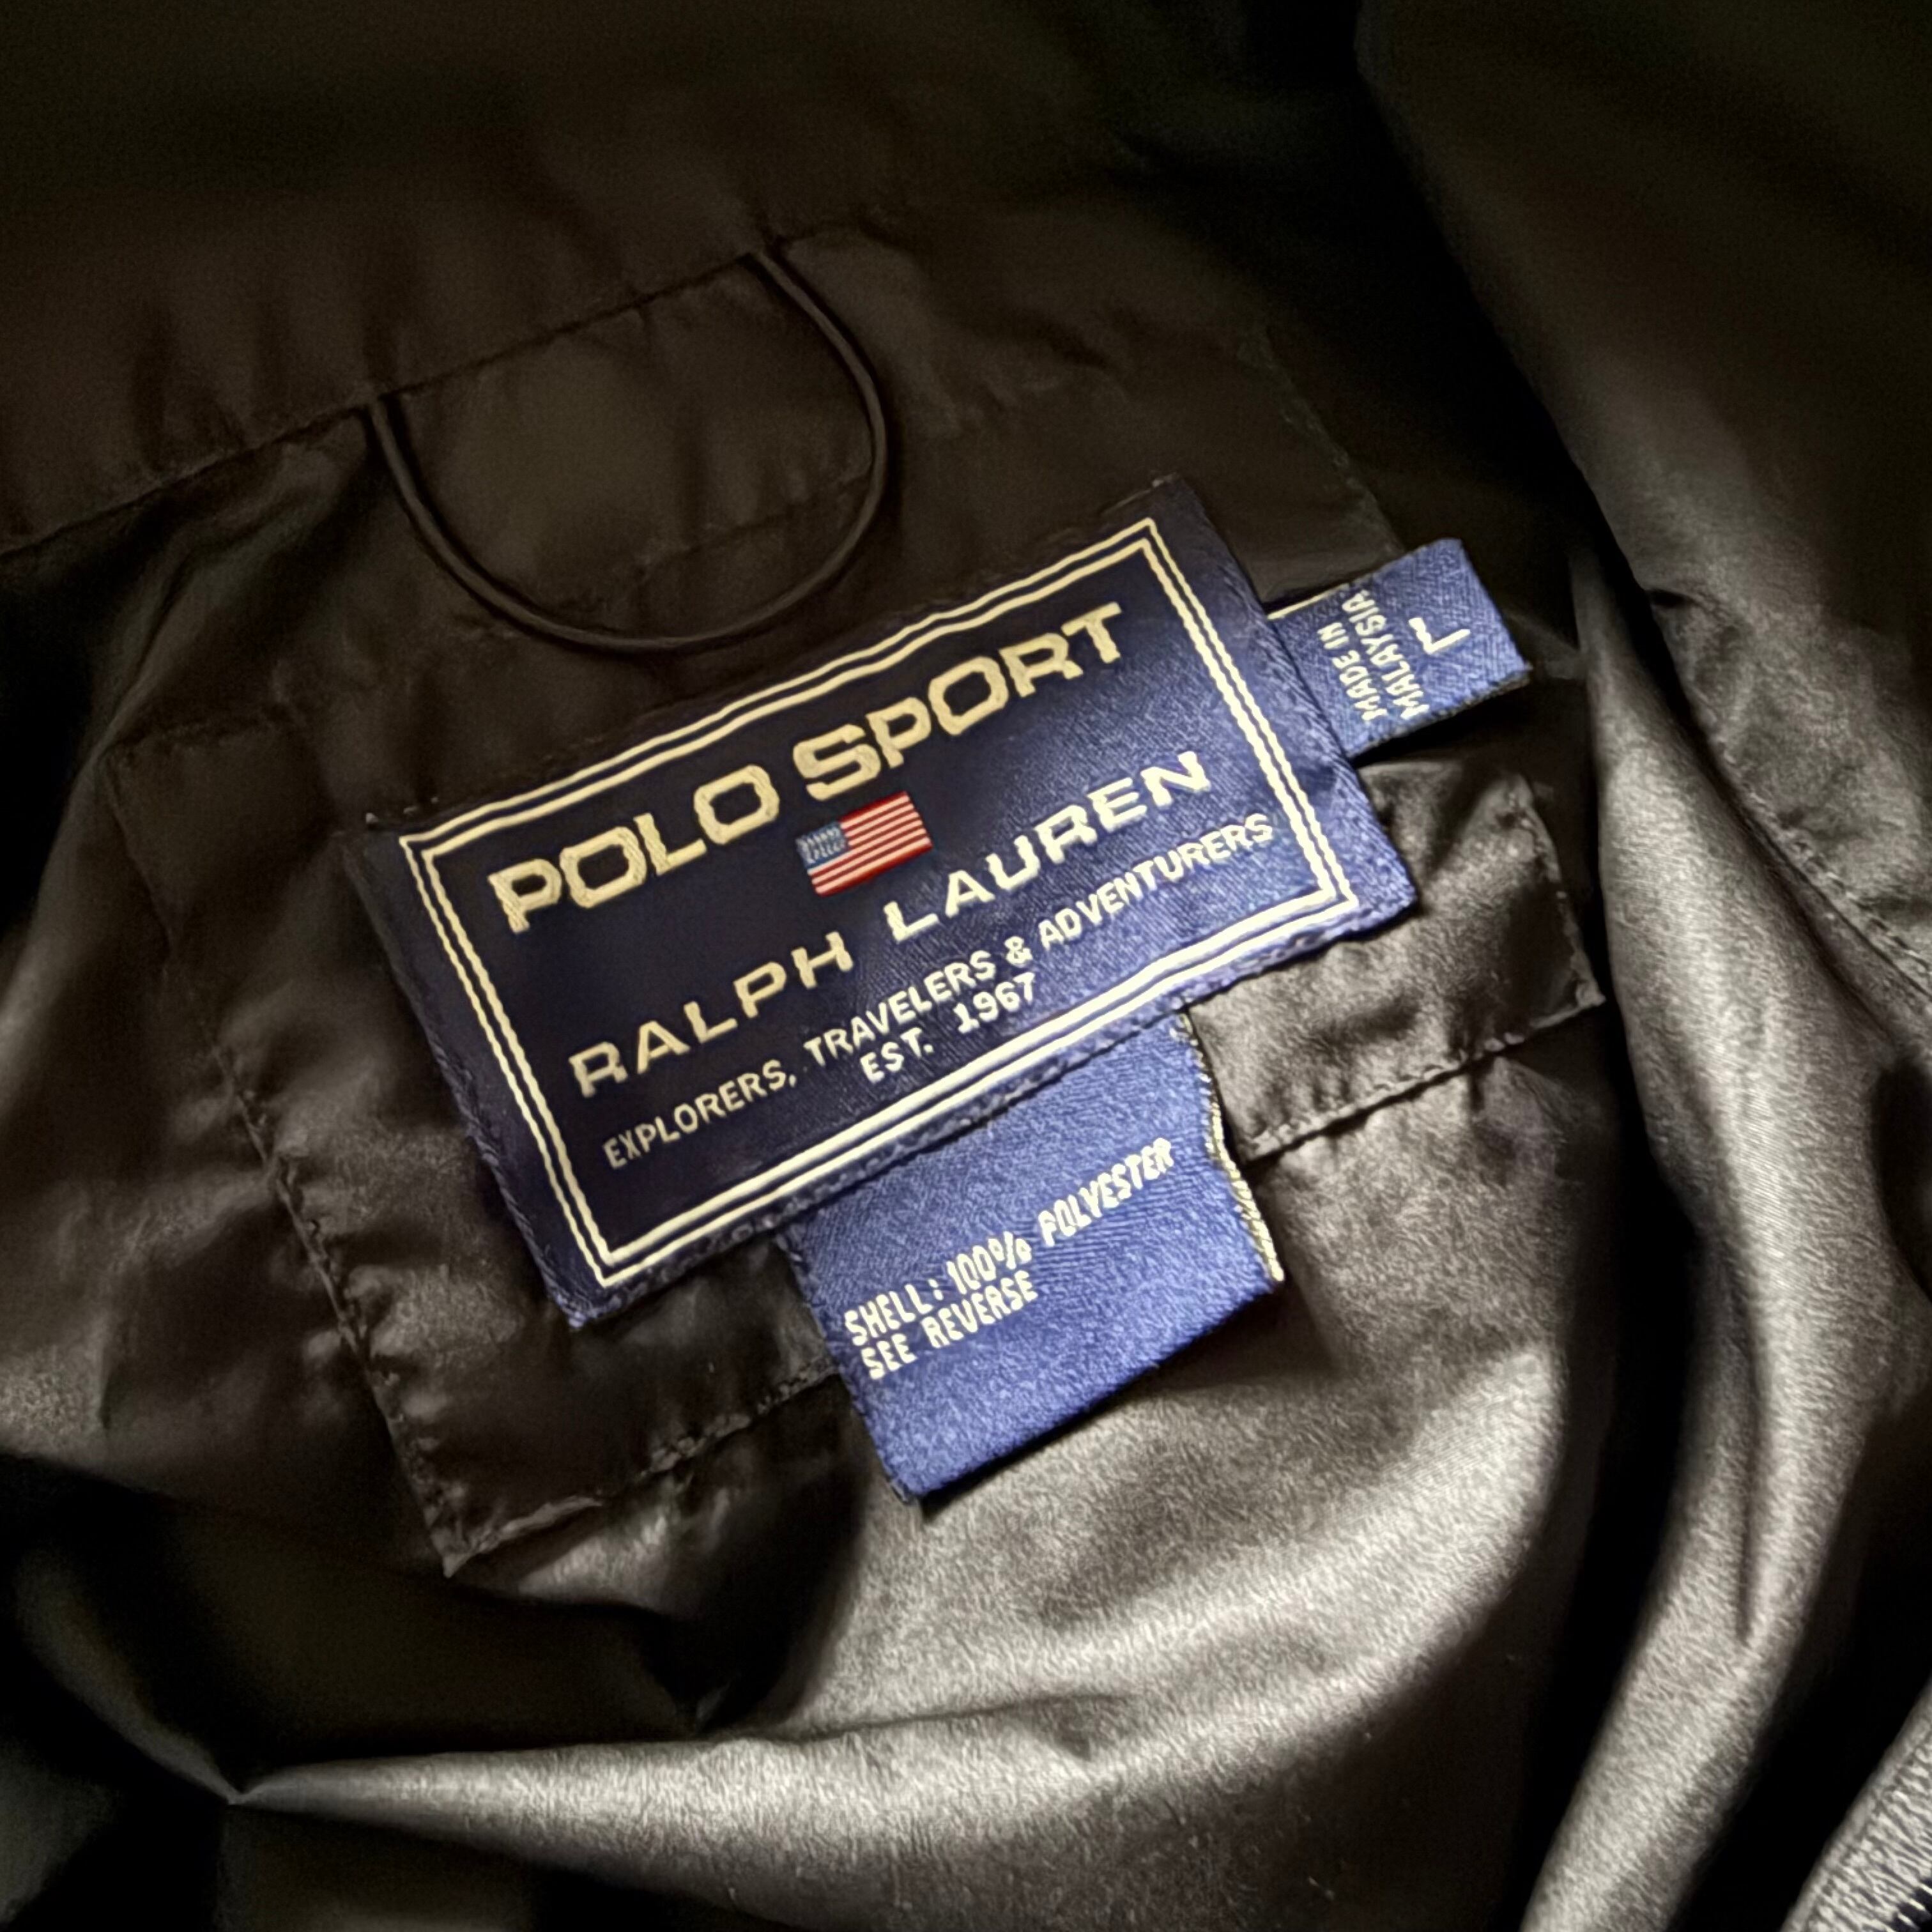 POLO SPORT
RALPH LAUREN
EXPLORERS, TRAVELERS & ADVENTURERS
EST. 1967
MADE IN
MALAYSIA
L
SHELL: 100% POLYESTER
SEE REVERSE